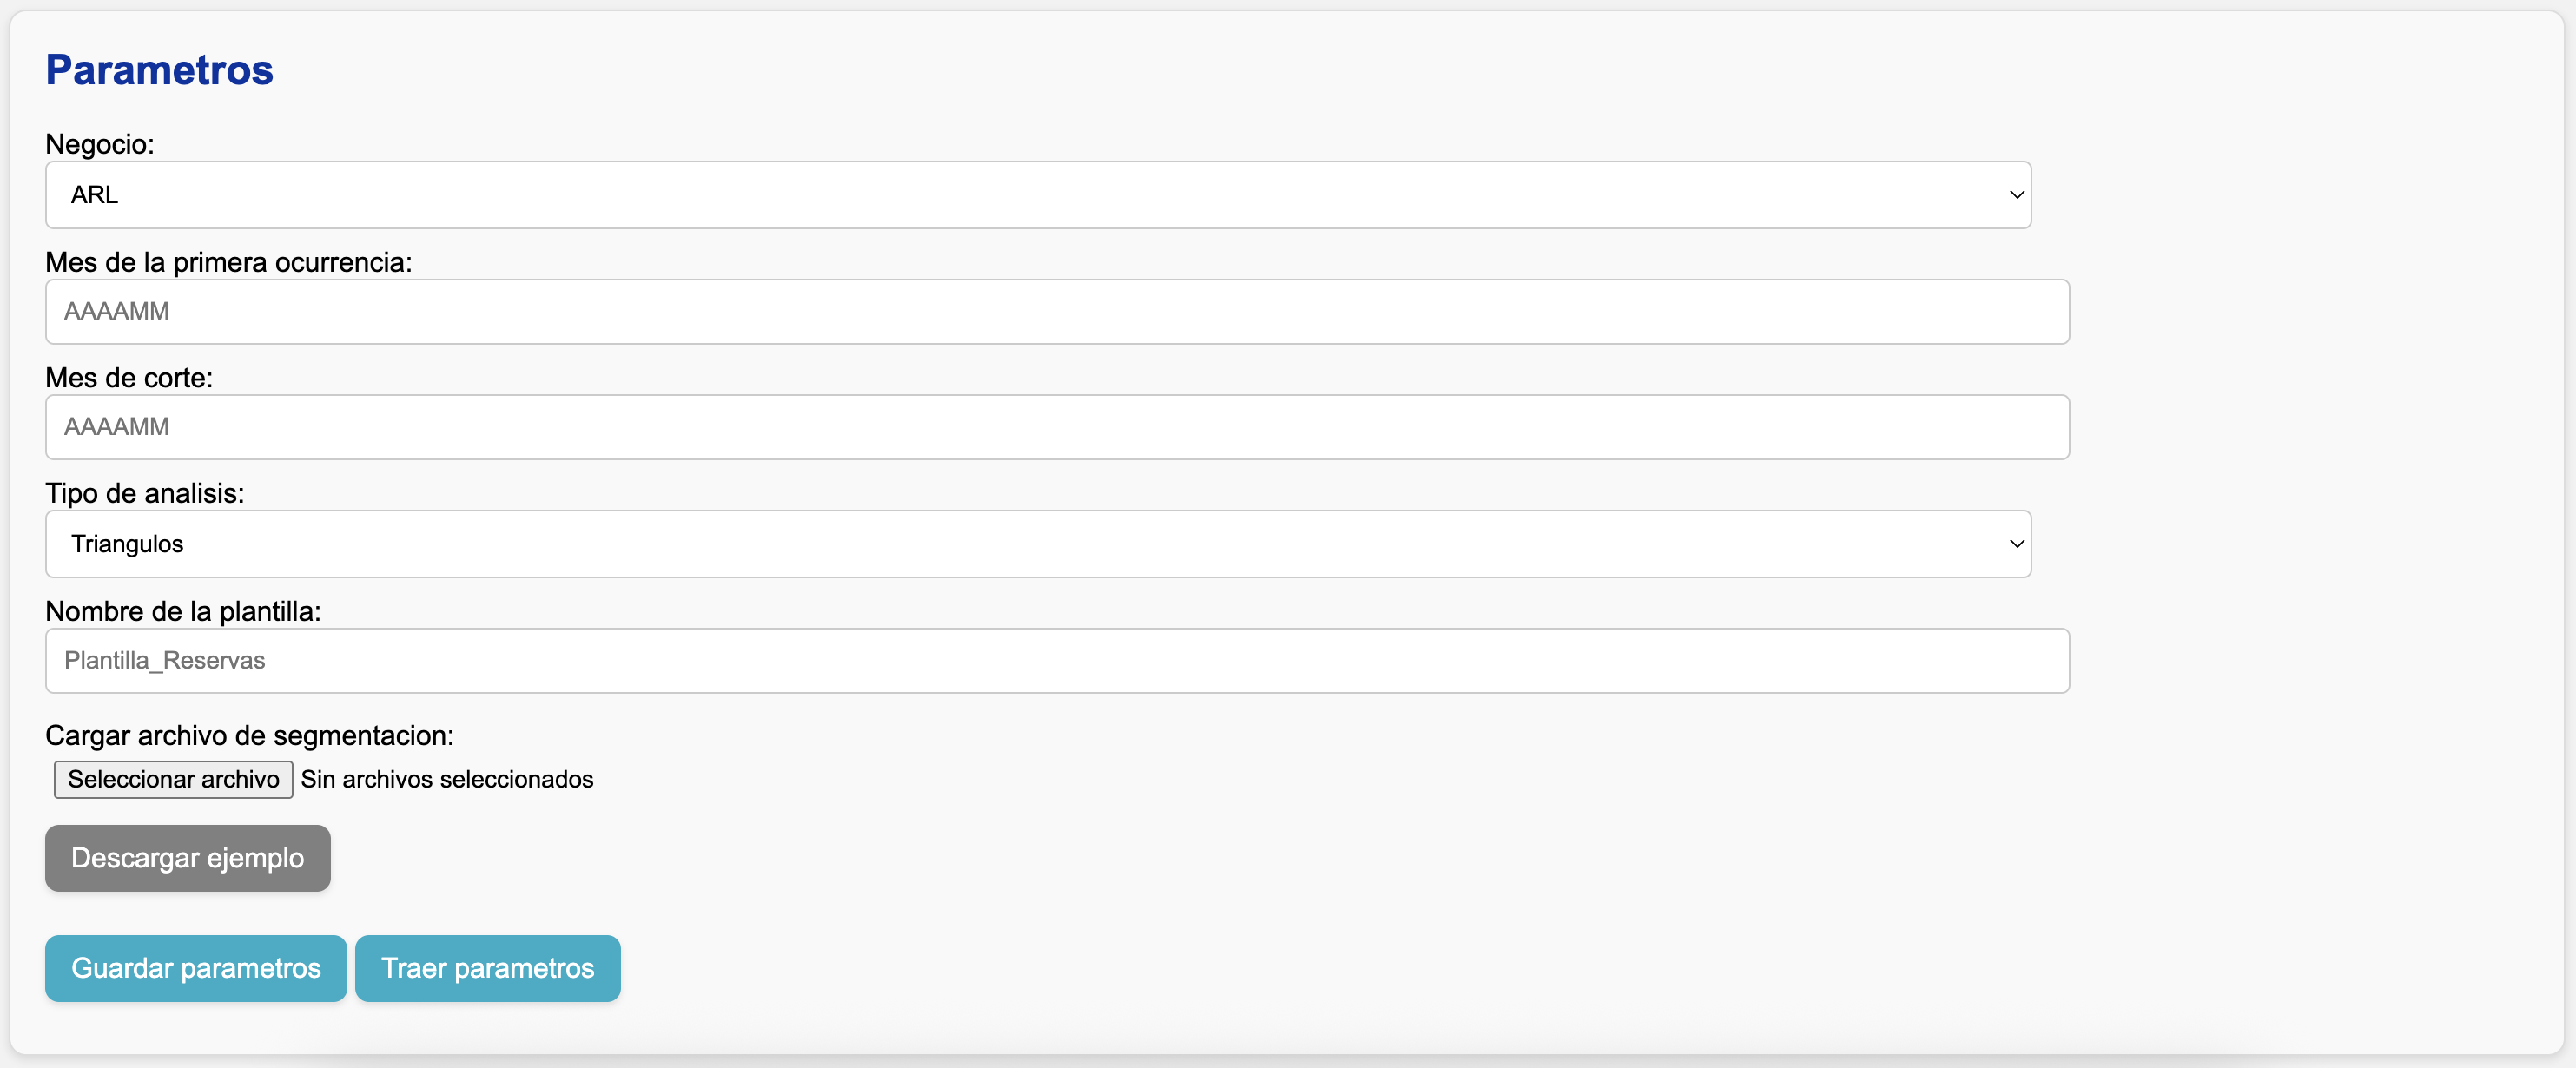 Parametros
Negocio:
ARL
Mes de la primera ocurrencia:
AAAAMM
Mes de corte:
AAAAMM
Tipo de analisis:
Triangulos
Nombre de la plantilla:
Plantilla_Reservas
Cargar archivo de segmentacion:
Seleccionar archivo Sin archivos seleccionados
Descargar ejemplo
Guardar parametros Traer parametros